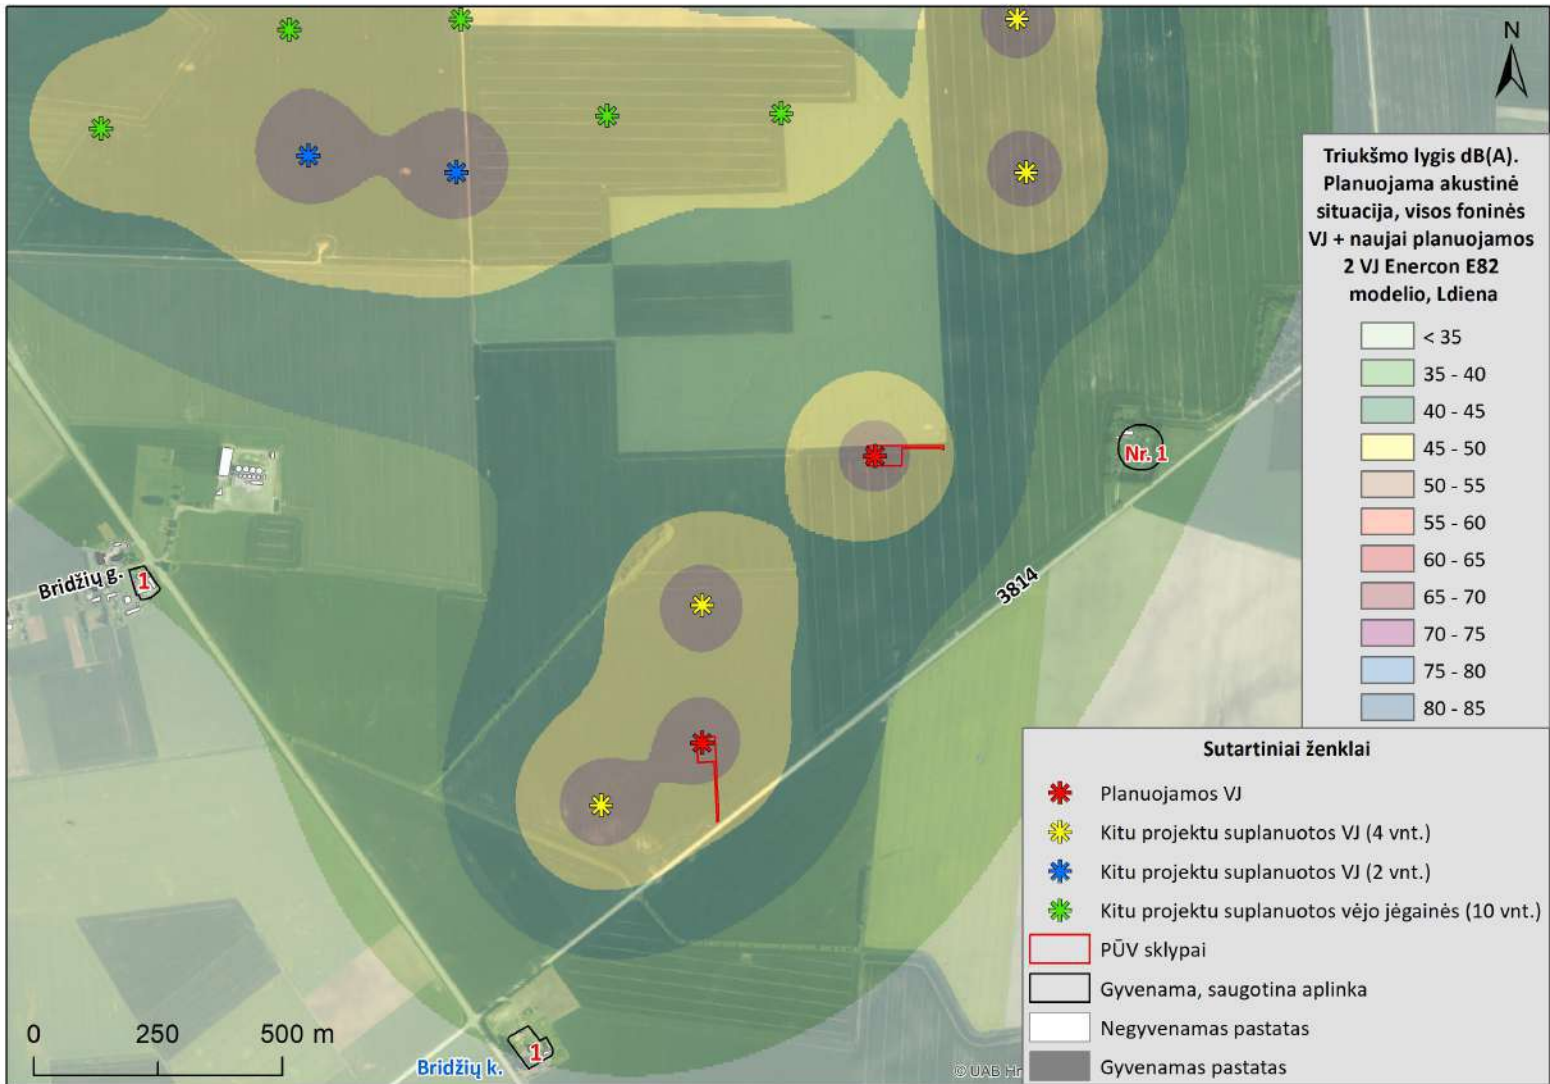 N
Triukšmo lygis dB(A).
Planuojama akustinė
situacija, visos foninės
VJ + naujai planuojamos
2 VJ Enercon E82
modelio, Ldiena
< 35
35 - 40
40 - 45
45 - 50
50 - 55
55 - 60
60 - 65
65 - 70
70 - 75
75 - 80
80 - 85
Nr. 1
Bridžių g.
1
3814
Sutartiniai ženklai
Planuojamos VJ
Kitu projektu suplanuotos VJ (4 vnt.)
Kitu projektu suplanuotos VJ (2 vnt.)
Kitu projektu suplanuotos vėjo jėgainės (10 vnt.)
PŪV sklypai
Gyvenama, saugotina aplinka
Negyvenamas pastatas
Gyvenamas pastatas
0 250 500 m
1
Bridžių k.
© UAB